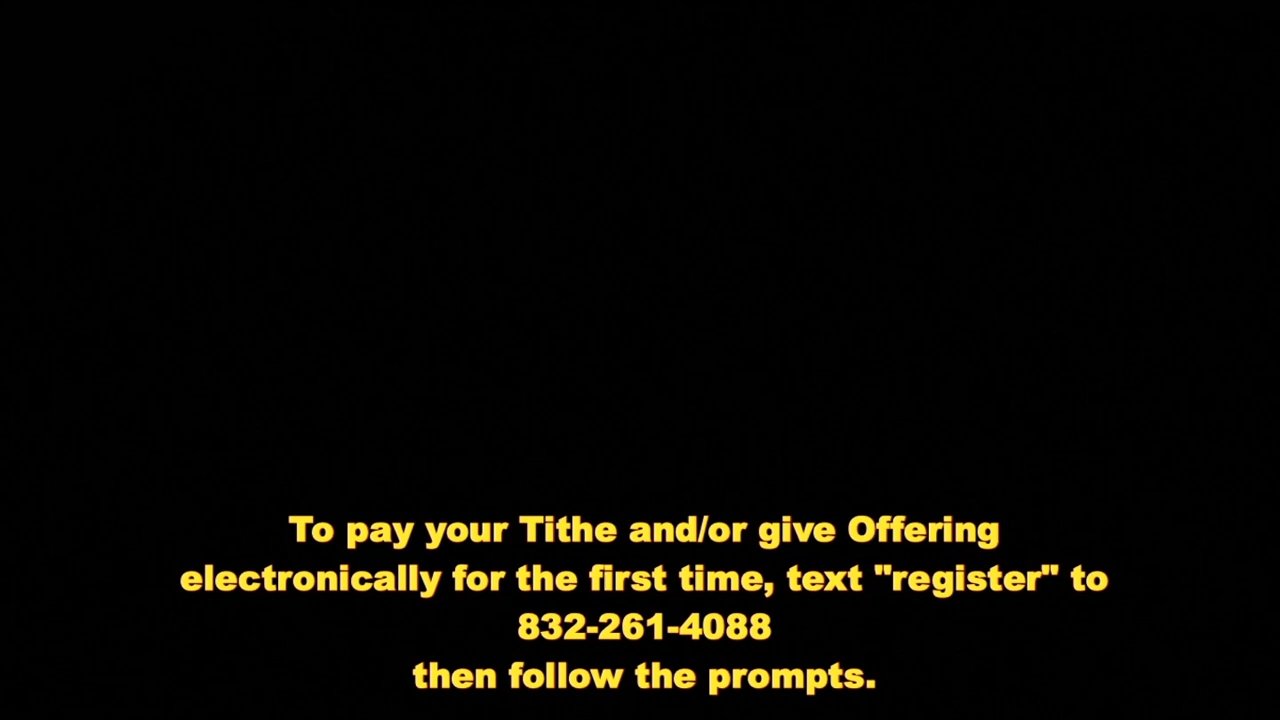 To pay your Tithe and/or give Offering
electronically for the first time, text "register" to
832-261-4088
then follow the prompts.